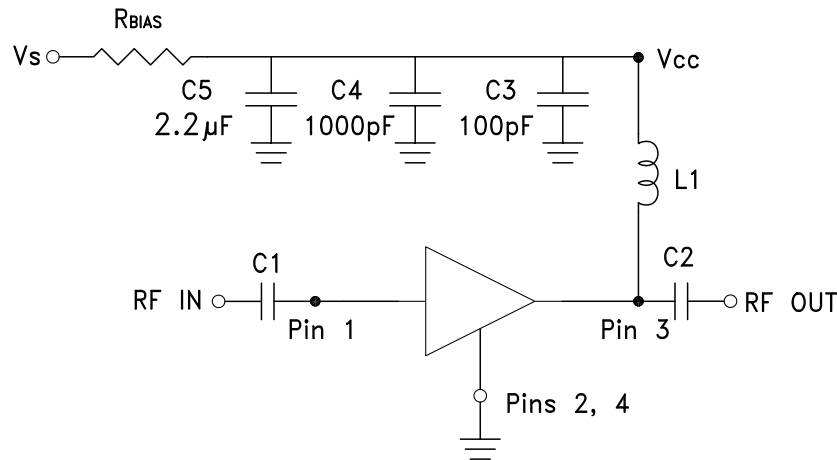 RBIAS
Vs
Vcc
C5
2.2µF
C4
1000pF
C3
100pF
L1
C1
C2
RF IN
RF OUT
Pin 1
Pin 3
Pins 2, 4